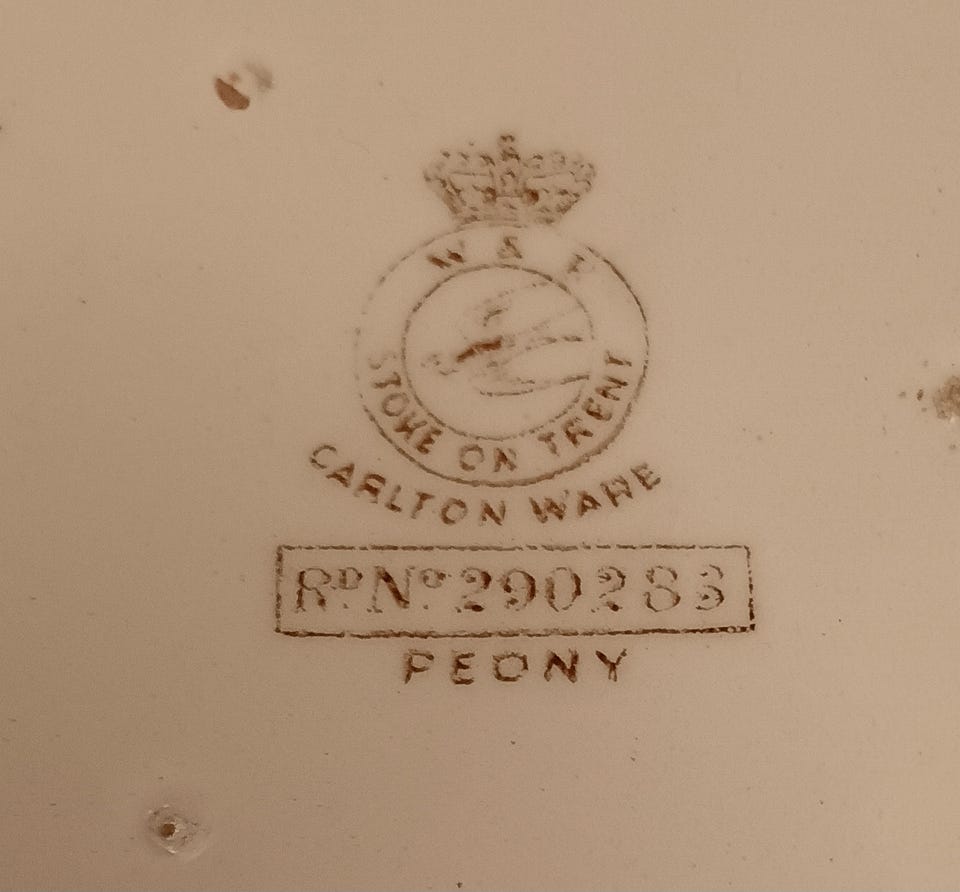 W & R
STOKE ON TRENT
CARLTON WARE
RD. No. 290283
PEONY